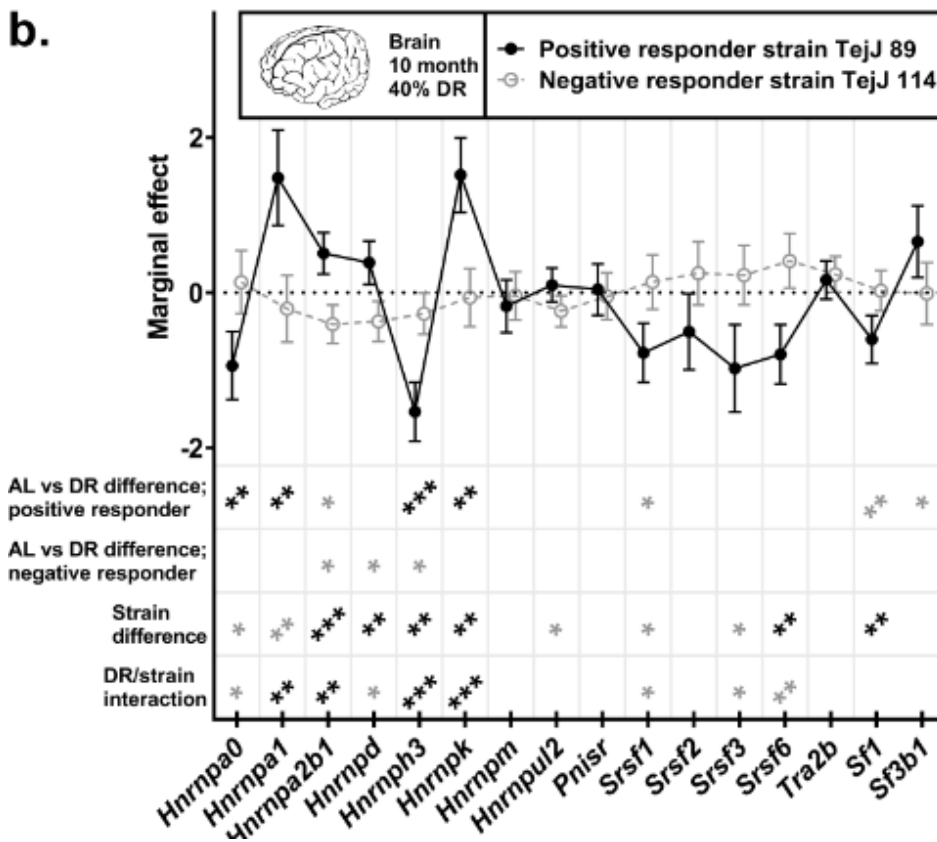 b.
Brain
10 month
40% DR
Positive responder strain TejJ 89
Negative responder strain TejJ 114
Marginal effect
2
0
-2
AL vs DR difference;
positive responder
** ** * *** ** * ** *
AL vs DR difference;
negative responder
* * *
Strain
difference
* ** *** ** ** ** * * * ** **
DR/strain
interaction
* ** ** * *** *** * * **
Hnrnpa0
Hnrnpa1
Hnrnpa2b1
Hnrnpd
Hnrnph3
Hnrnpk
Hnrnpm
Hnrnpul2
Pnisr
Srsf1
Srsf2
Srsf3
Srsf6
Tra2b
Sf1
Sf3b1